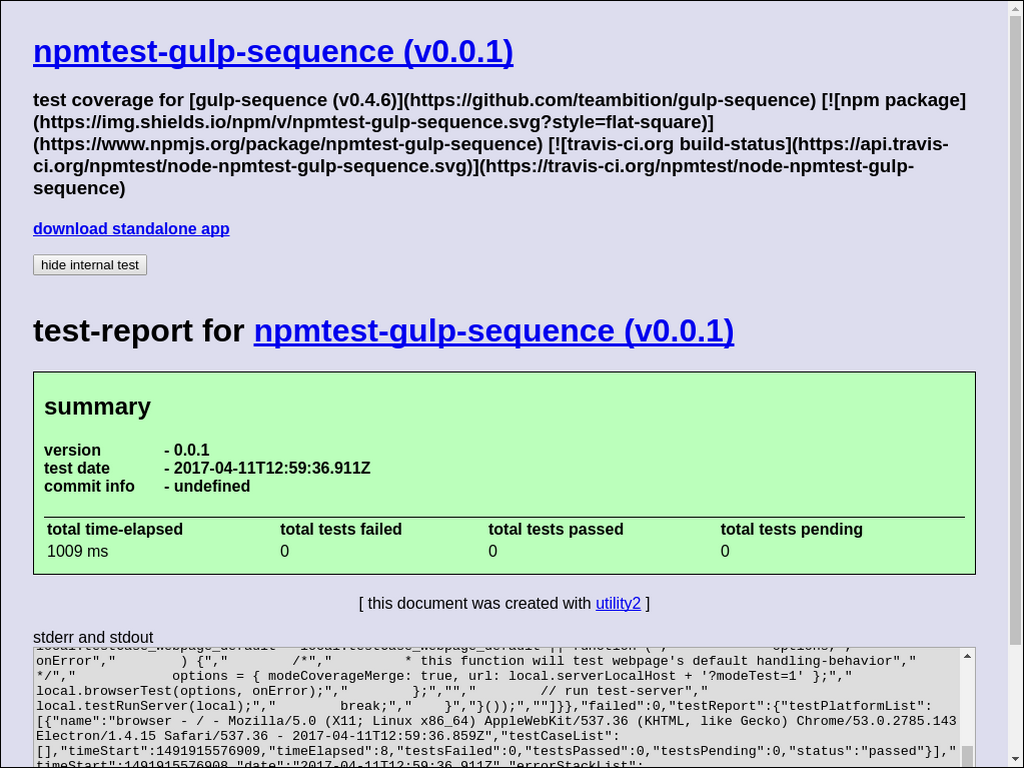 npmtest-gulp-sequence (v0.0.1)
test coverage for [gulp-sequence (v0.4.6)](https://github.com/teambition/gulp-sequence) [![npm package]
(https://img.shields.io/npm/v/npmtest-gulp-sequence.svg?style=flat-square)]
(https://www.npmjs.org/package/npmtest-gulp-sequence) [![travis-ci.org build-status](https://api.travis-
ci.org/npmtest/node-npmtest-gulp-sequence.svg)](https://travis-ci.org/npmtest/node-npmtest-gulp-
sequence)
download standalone app
hide internal test
test-report for npmtest-gulp-sequence (v0.0.1)
summary
version - 0.0.1
test date - 2017-04-11T12:59:36.911Z
commit info - undefined
total time-elapsed total tests failed total tests passed total tests pending
1009 ms 0 0 0
[ this document was created with utility2 ]
stderr and stdout
onError","        ) {","        /*","         * this function will test webpage's default handling-behavior","
*/","         options = { modeCoverageMerge: true, url: local.serverLocalHost + '?modeTest=1' };","
local.browserTest(options, onError);","        };","","        // run test-server","
local.testRunServer(local);","        break;","    }","}());",""]}},"failed":0,"testReport":{"testPlatformList":
[{"name":"browser - / - Mozilla/5.0 (X11; Linux x86_64) AppleWebKit/537.36 (KHTML, like Gecko) Chrome/53.0.2785.143
Electron/1.4.15 Safari/537.36 - 2017-04-11T12:59:36.859Z","testCaseList":
[],"timeStart":1491915576909,"timeElapsed":8,"testsFailed":0,"testsPassed":0,"testsPending":0,"status":"passed"}],"
timeStart":1491915576908,"date":"2017-04-11T12:59:36.911Z","errorStackList":